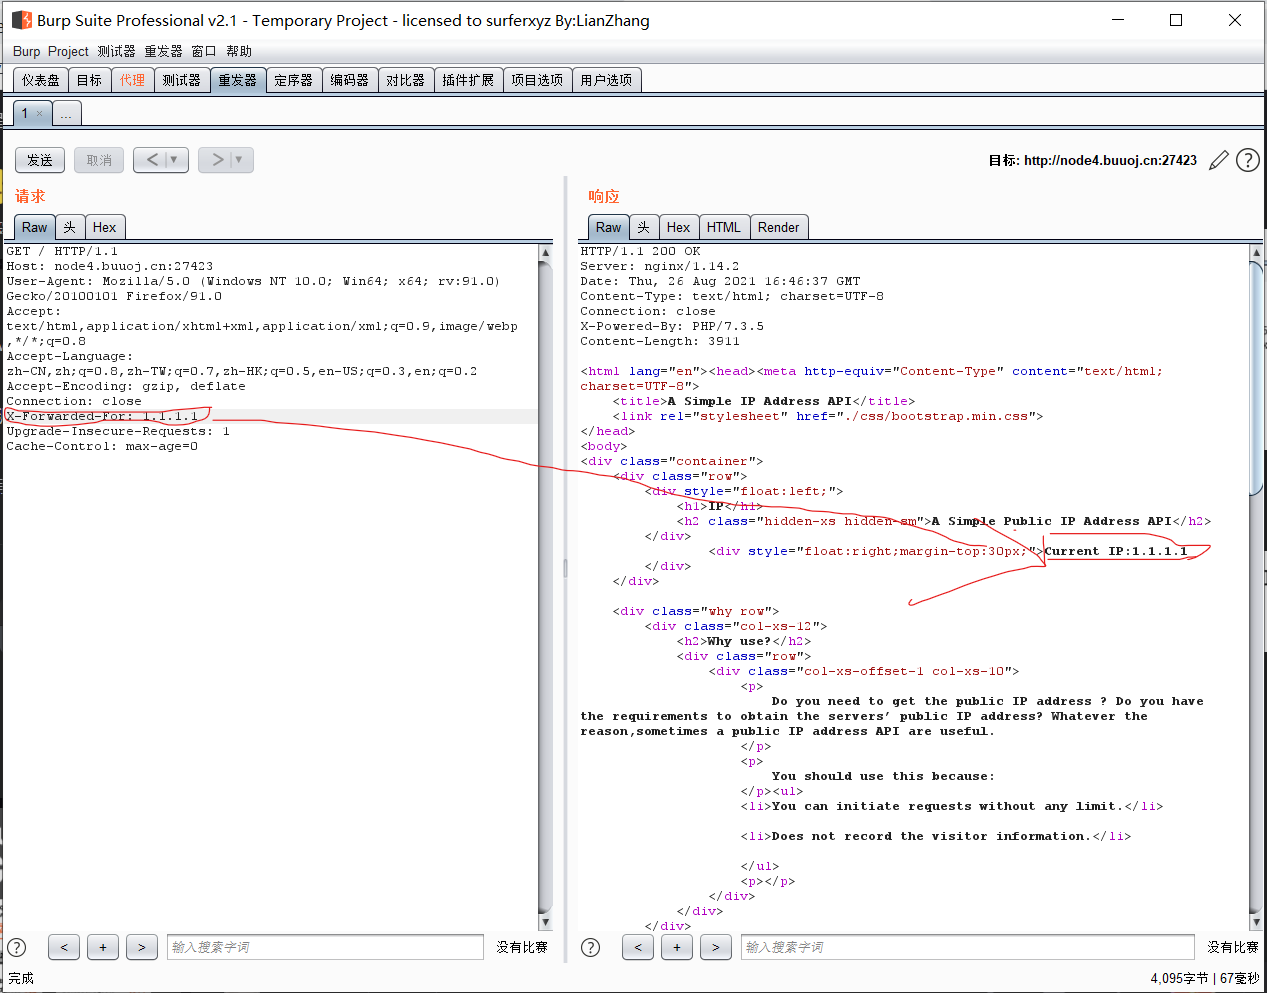 Burp Suite Professional v2.1 - Temporary Project - licensed to surferxyz By:LianZhang
Burp Project 测试器 重发器 窗口 帮助
仪表盘 目标 代理 测试器 重发器 定序器 编码器 对比器 插件扩展 项目选项 用户选项
1 × ...
发送 取消 < > 目标: http://node4.buuoj.cn:27423
请求
Raw 头 Hex
GET / HTTP/1.1
Host: node4.buuoj.cn:27423
User-Agent: Mozilla/5.0 (Windows NT 10.0; Win64; x64; rv:91.0)
Gecko/20100101 Firefox/91.0
Accept:
text/html,application/xhtml+xml,application/xml;q=0.9,image/webp
,*/*;q=0.8
Accept-Language:
zh-CN,zh;q=0.8,zh-TW;q=0.7,zh-HK;q=0.5,en-US;q=0.3,en;q=0.2
Accept-Encoding: gzip, deflate
Connection: close
X-Forwarded-For: 1.1.1.1
Upgrade-Insecure-Requests: 1
Cache-Control: max-age=0
? < + > 输入搜索字词 没有比赛
响应
Raw 头 Hex HTML Render
HTTP/1.1 200 OK
Server: nginx/1.14.2
Date: Thu, 26 Aug 2021 16:46:37 GMT
Content-Type: text/html; charset=UTF-8
Connection: close
X-Powered-By: PHP/7.3.5
Content-Length: 3911
<html lang="en"><head><meta http-equiv="Content-Type" content="text/html;
charset=UTF-8">
<title>A Simple IP Address API</title>
<link rel="stylesheet" href="./css/bootstrap.min.css">
</head>
<body>
<div class="container">
<div class="row">
<div style="float:left;">
<h1>IP</h1>
<h2 class="hidden-xs hidden-sm">A Simple Public IP Address API</h2>
</div>
<div style="float:right;margin-top:30px;">Current IP:1.1.1.1
</div>
</div>
<div class="why row">
<div class="col-xs-12">
<h2>Why use?</h2>
<div class="row">
<div class="col-xs-offset-1 col-xs-10">
<p>
Do you need to get the public IP address ? Do you have
the requirements to obtain the servers’ public IP address? Whatever the
reason,sometimes a public IP address API are useful.
</p>
<p>
You should use this because:
</p><ul>
<li>You can initiate requests without any limit.</li>
<li>Does not record the visitor information.</li>
</ul>
<p></p>
</div>
</div>
</div>
? < + > 输入搜索字词 没有比赛
完成 4,095字节 | 67毫秒